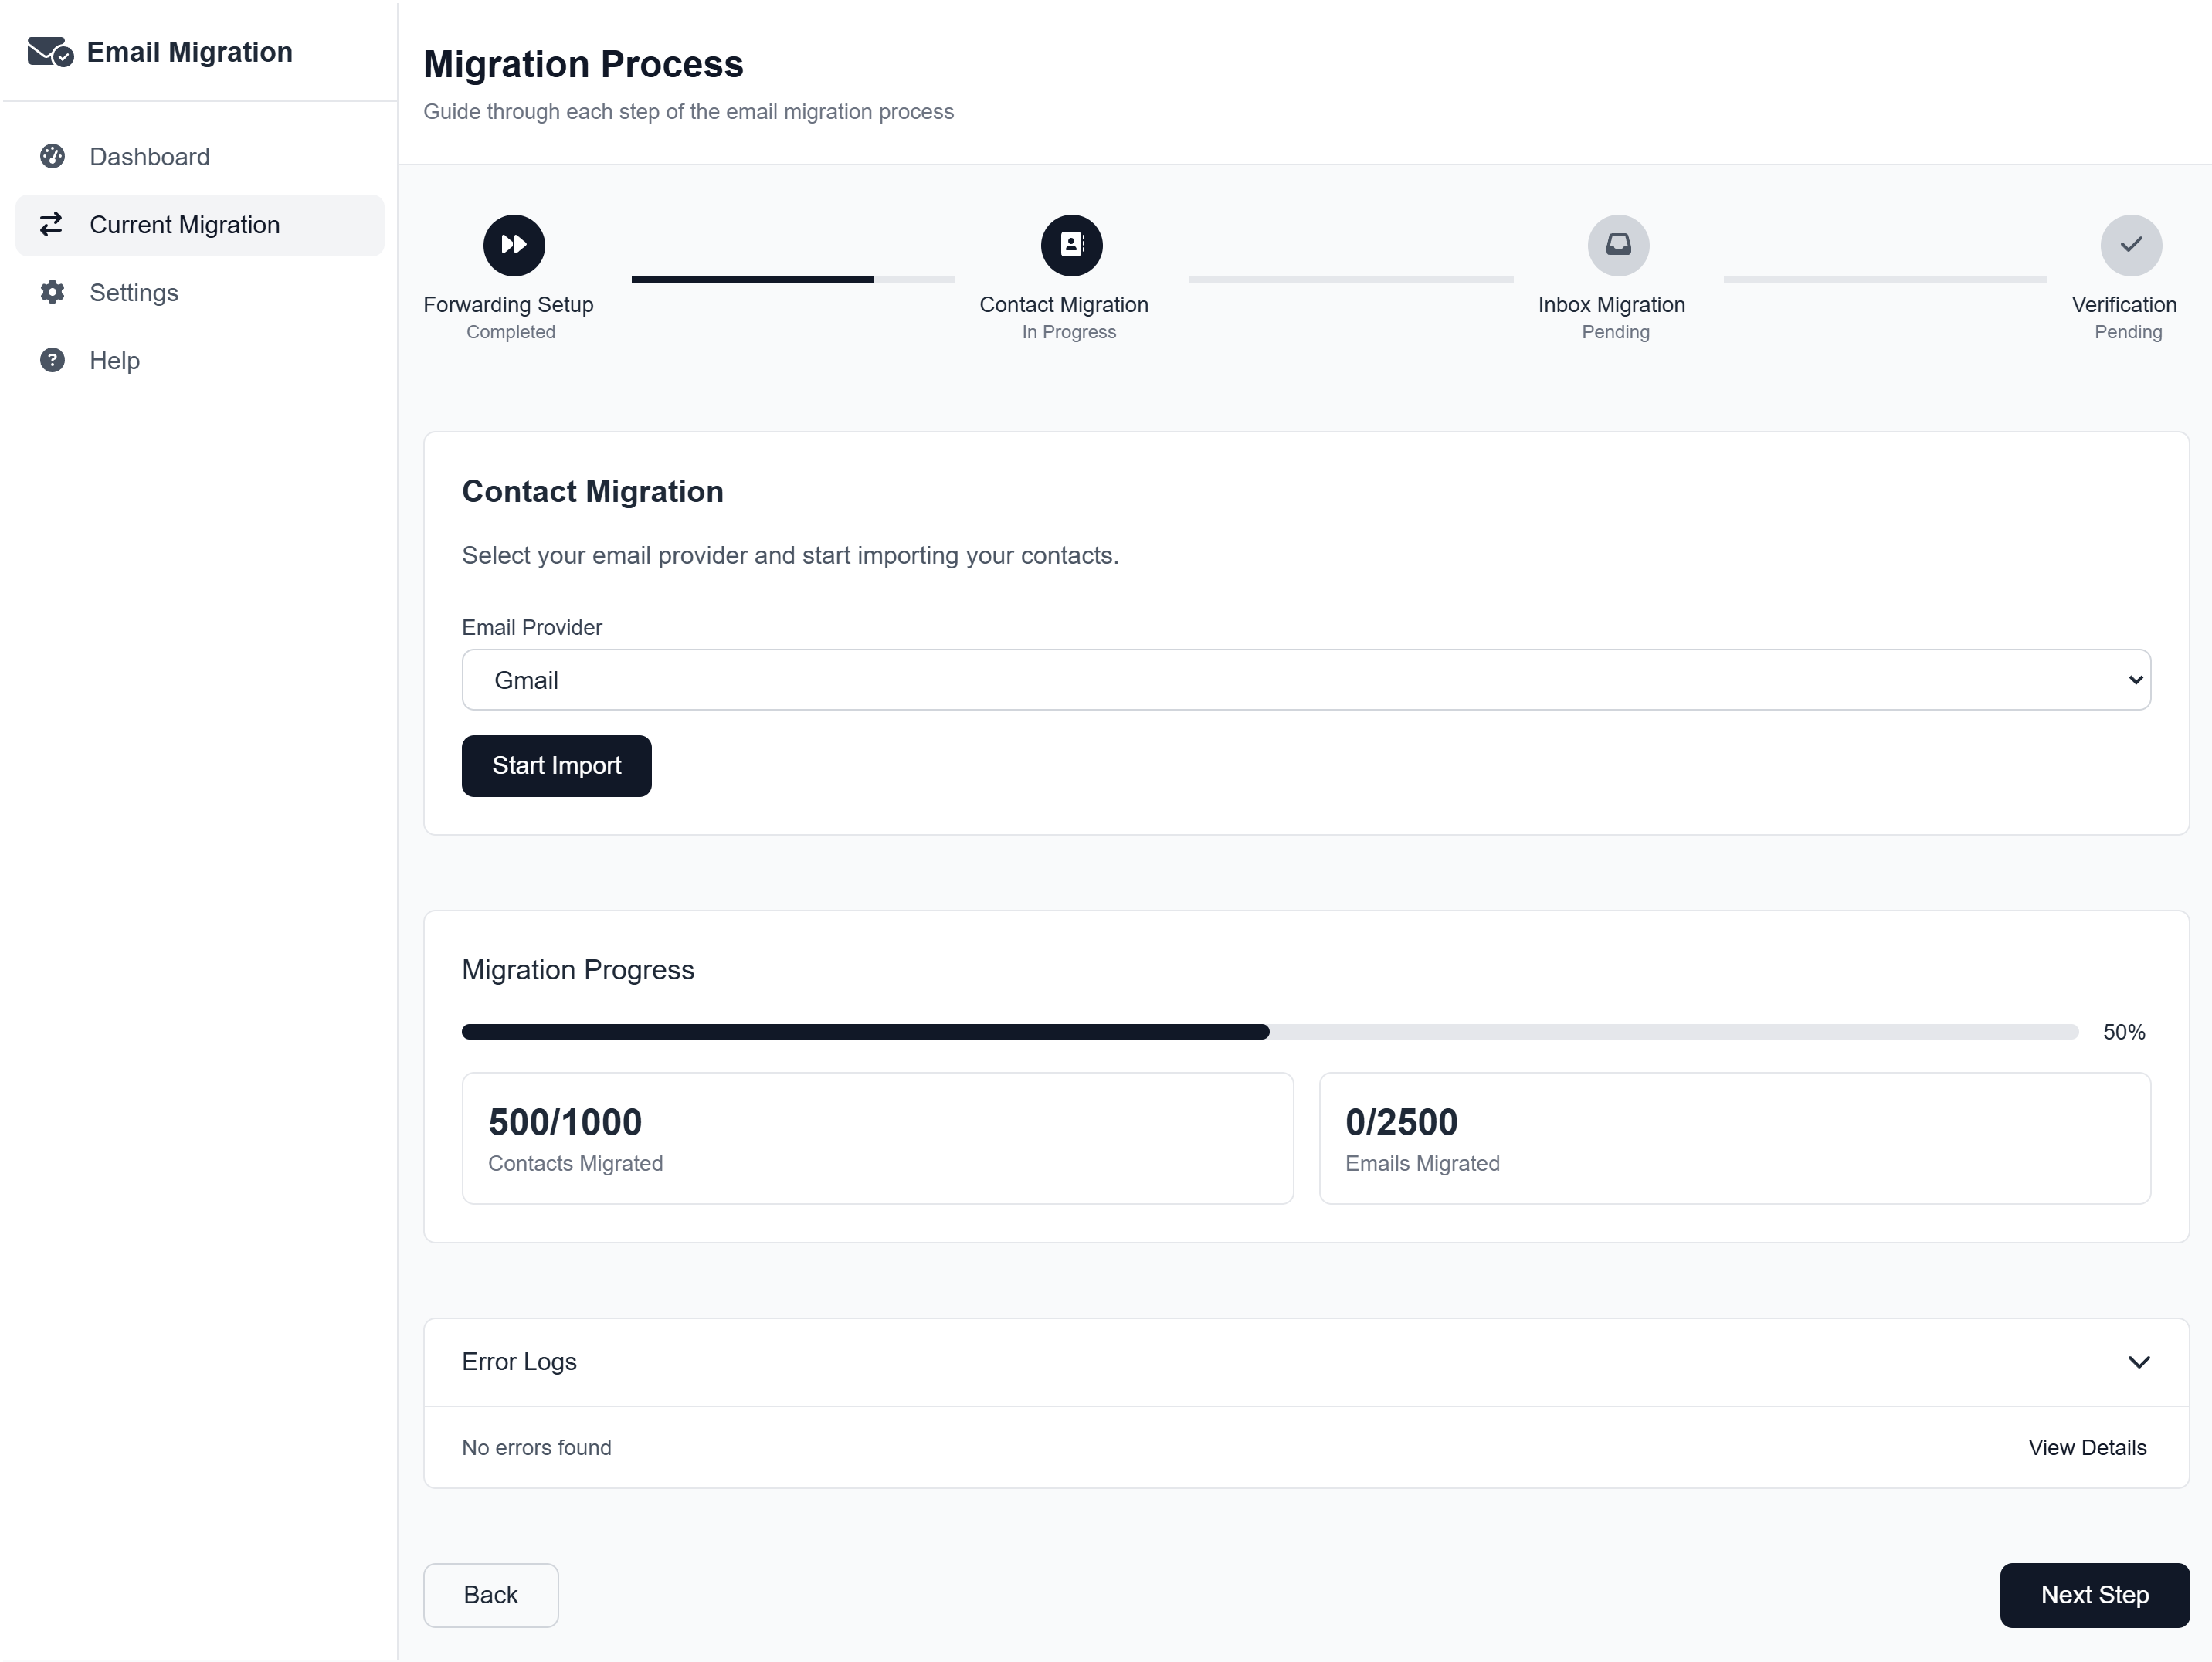 Email Migration
Dashboard
Current Migration
Settings
Help
Migration Process
Guide through each step of the email migration process
Forwarding Setup
Completed
Contact Migration
In Progress
Inbox Migration
Pending
Verification
Pending
Contact Migration
Select your email provider and start importing your contacts.
Email Provider
Gmail
Start Import
Migration Progress
50%
500/1000
Contacts Migrated
0/2500
Emails Migrated
Error Logs
No errors found
View Details
Back
Next Step